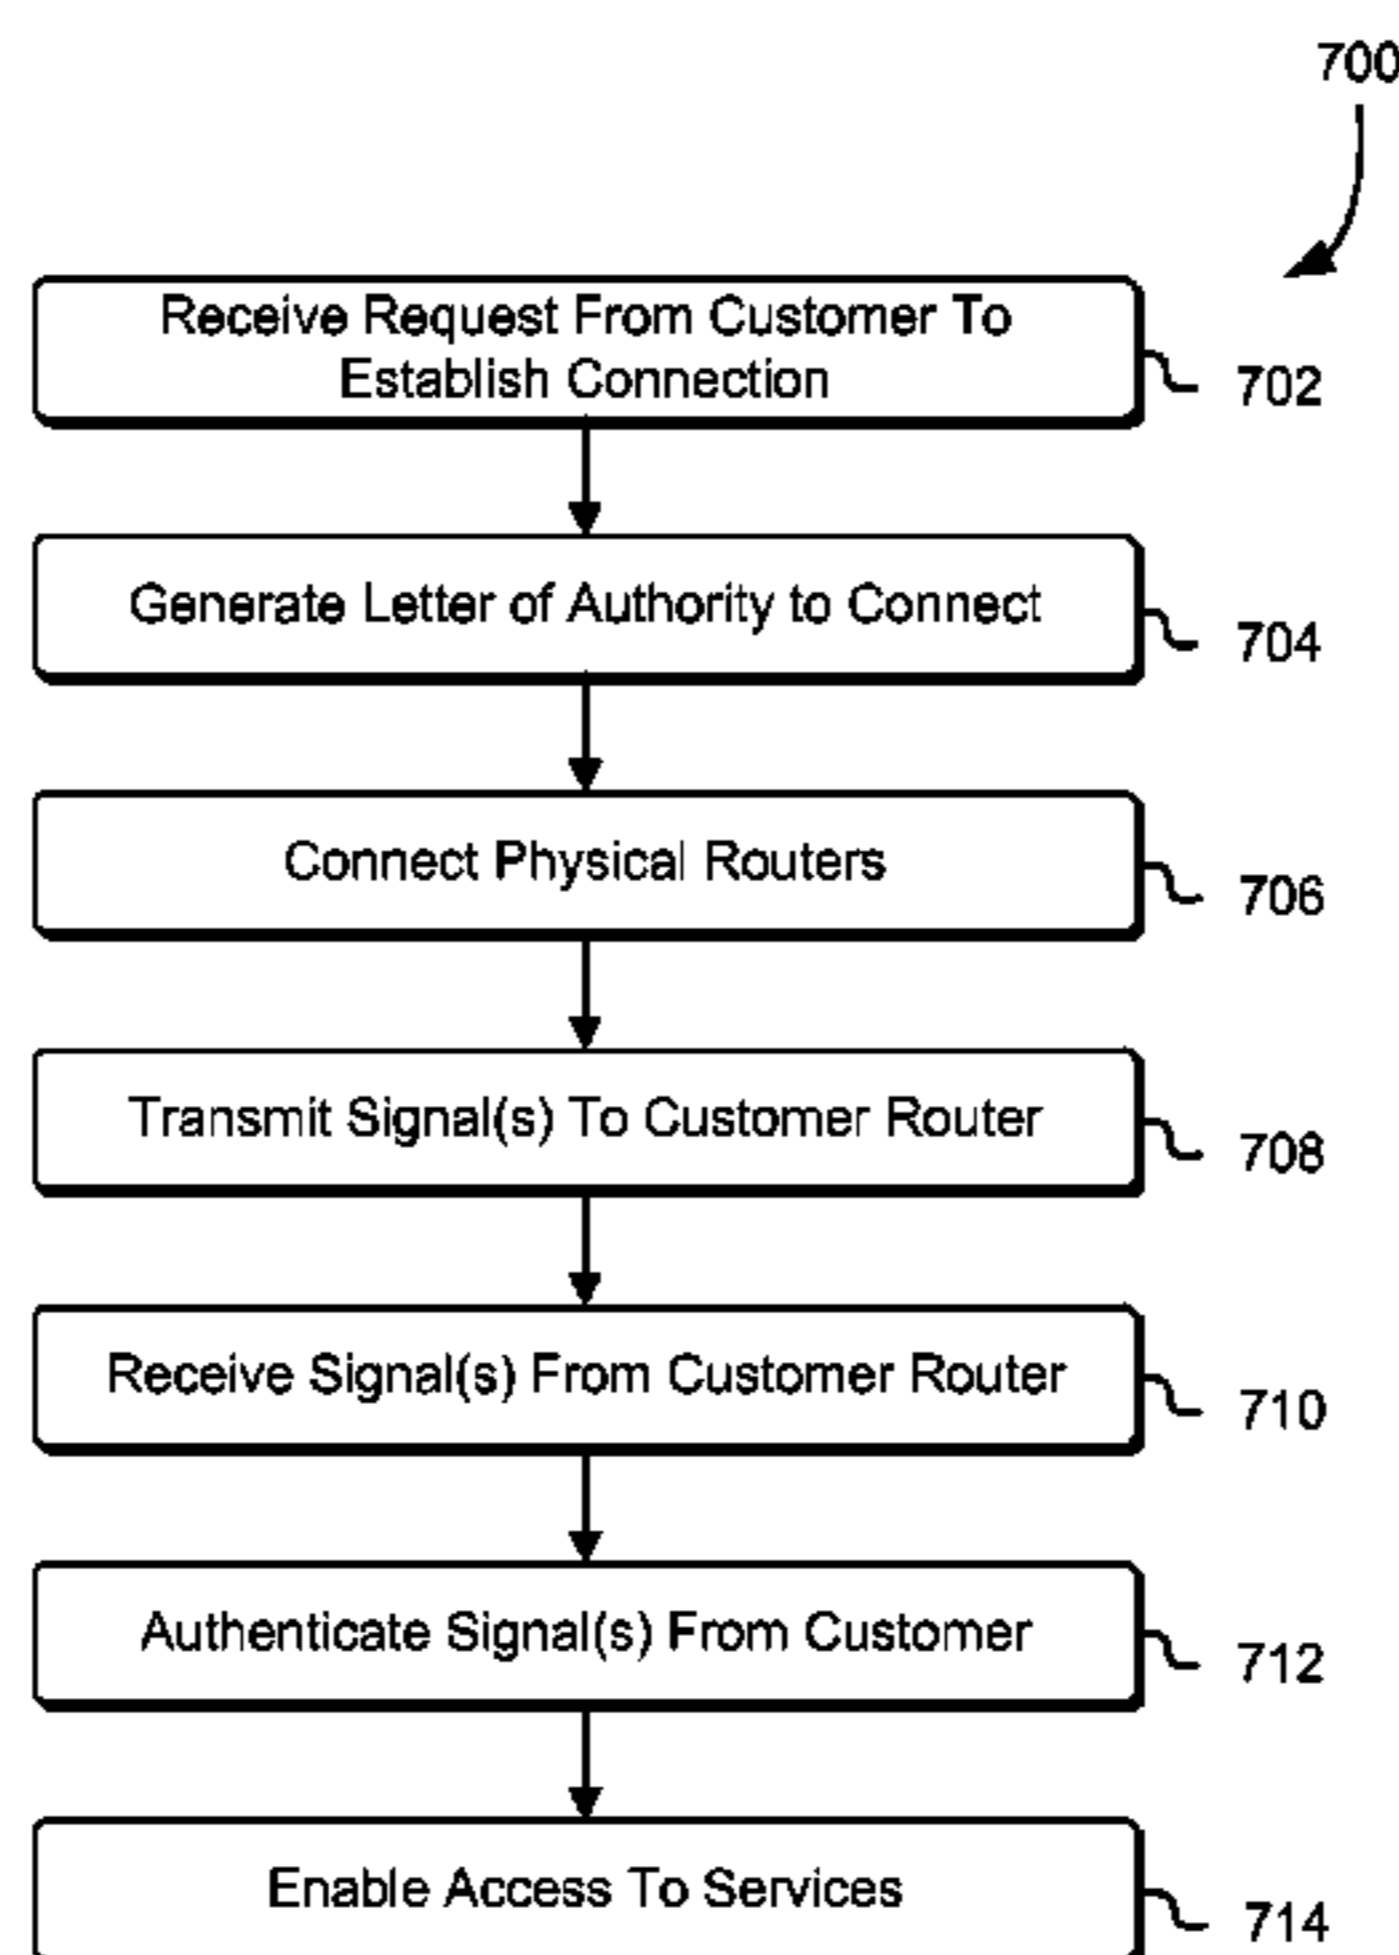 700
Receive Request From Customer To
Establish Connection
702
Generate Letter of Authority to Connect
704
Connect Physical Routers
706
Transmit Signal(s) To Customer Router
708
Receive Signal(s) From Customer Router
710
Authenticate Signal(s) From Customer
712
Enable Access To Services
714